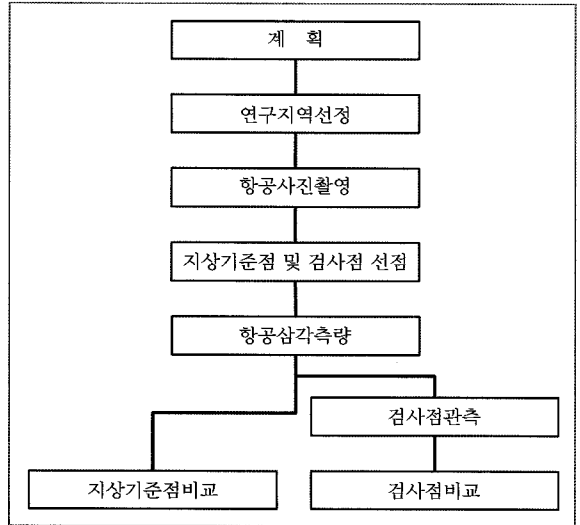 계 획
연구지역선정
항공사진촬영
지상기준점 및 검사점 선점
항공삼각측량
검사점관측
지상기준점비교
검사점비교